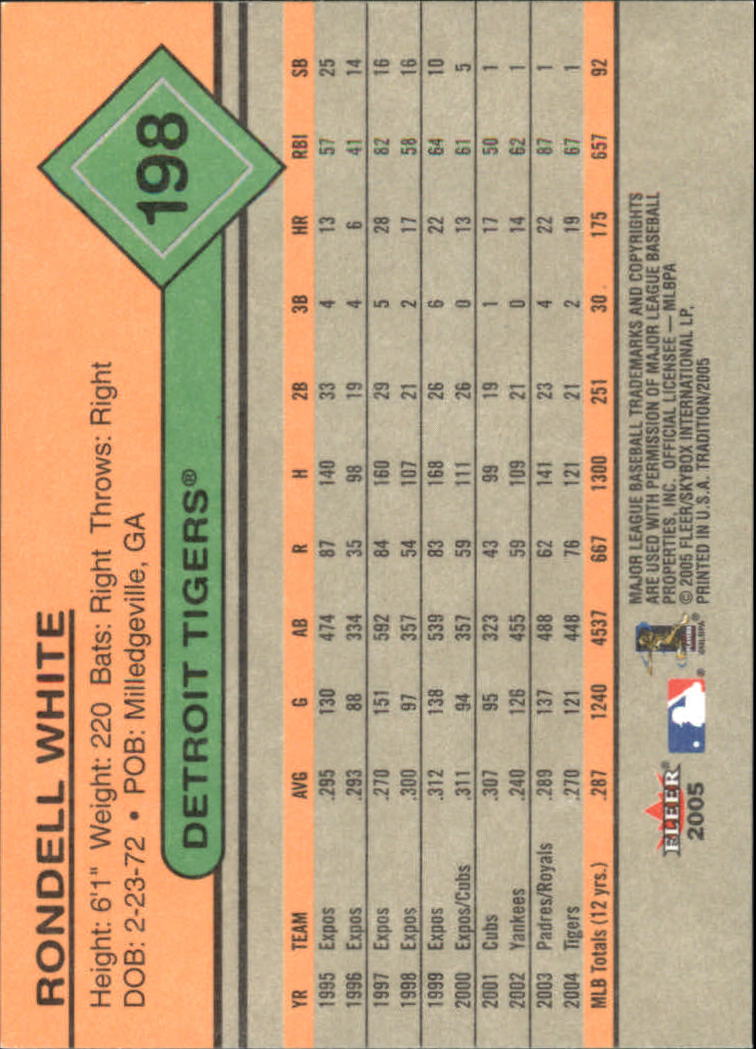 RONDELL WHITE
Height: 6'1" Weight: 220 Bats: Right Throws: Right
DOB: 2-23-72 • POB: Milledgeville, GA
198
DETROIT TIGERS®
YR TEAM AVG G AB R H 2B 3B HR RBI SB
1995 Expos .295 130 474 87 140 33 4 13 57 25
1996 Expos .293 88 334 35 98 19 4 6 41 14
1997 Expos .270 151 592 84 160 29 5 28 82 16
1998 Expos .300 97 357 54 107 21 2 17 58 16
1999 Expos .312 138 539 83 168 26 6 22 64 10
2000 Expos/Cubs .311 94 357 59 111 26 0 13 61 5
2001 Cubs .307 95 323 43 99 19 1 17 50 1
2002 Yankees .240 126 455 59 109 21 0 14 62 1
2003 Padres/Royals .289 137 488 62 141 23 4 22 87 1
2004 Tigers .270 121 448 76 121 21 2 19 67 1
MLB Totals (12 yrs.) .287 1240 4537 667 1300 251 30 175 657 92
FLEER®
2005
®
©MLBPA
MAJOR LEAGUE BASEBALL TRADEMARKS AND COPYRIGHTS
ARE USED WITH PERMISSION OF MAJOR LEAGUE BASEBALL
PROPERTIES, INC. OFFICIAL LICENSEE — MLBPA
© 2005 FLEER/SKYBOX INTERNATIONAL LP.
PRINTED IN U.S.A. TRADITION/2005